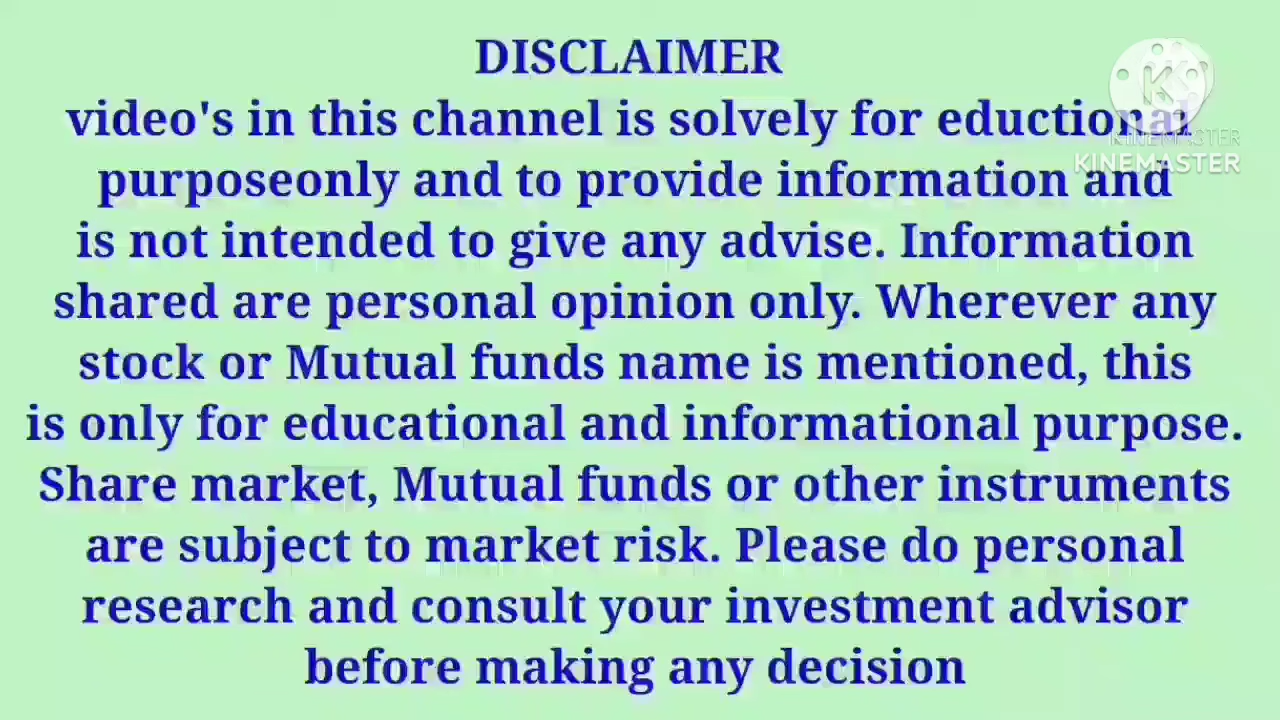 DISCLAIMER
video's in this channel is solvely for eductional
purposeonly and to provide information and
is not intended to give any advise. Information
shared are personal opinion only. Wherever any
stock or Mutual funds name is mentioned, this
is only for educational and informational purpose.
Share market, Mutual funds or other instruments
are subject to market risk. Please do personal
research and consult your investment advisor
before making any decision
K
KINEMASTER
KINEMASTER